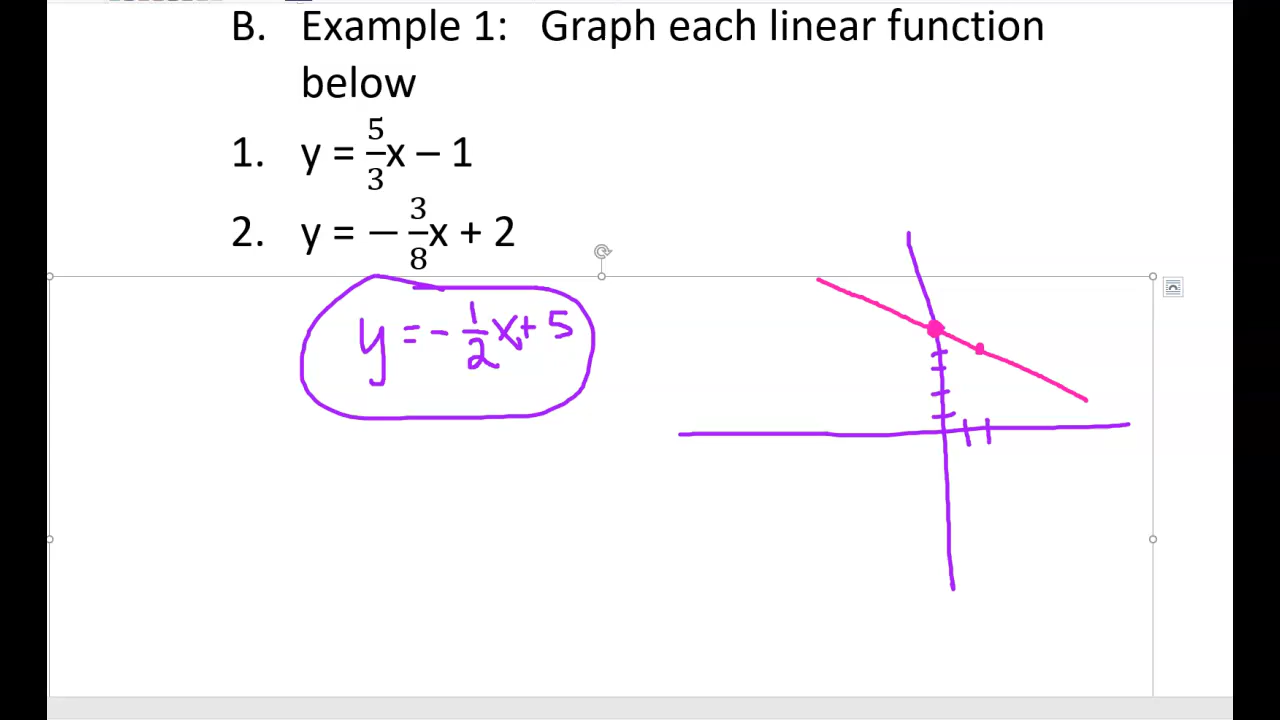 B. Example 1: Graph each linear function
below
1. y = 5/3x – 1
2. y = − 3/8x + 2
y = - 1/2x + 5